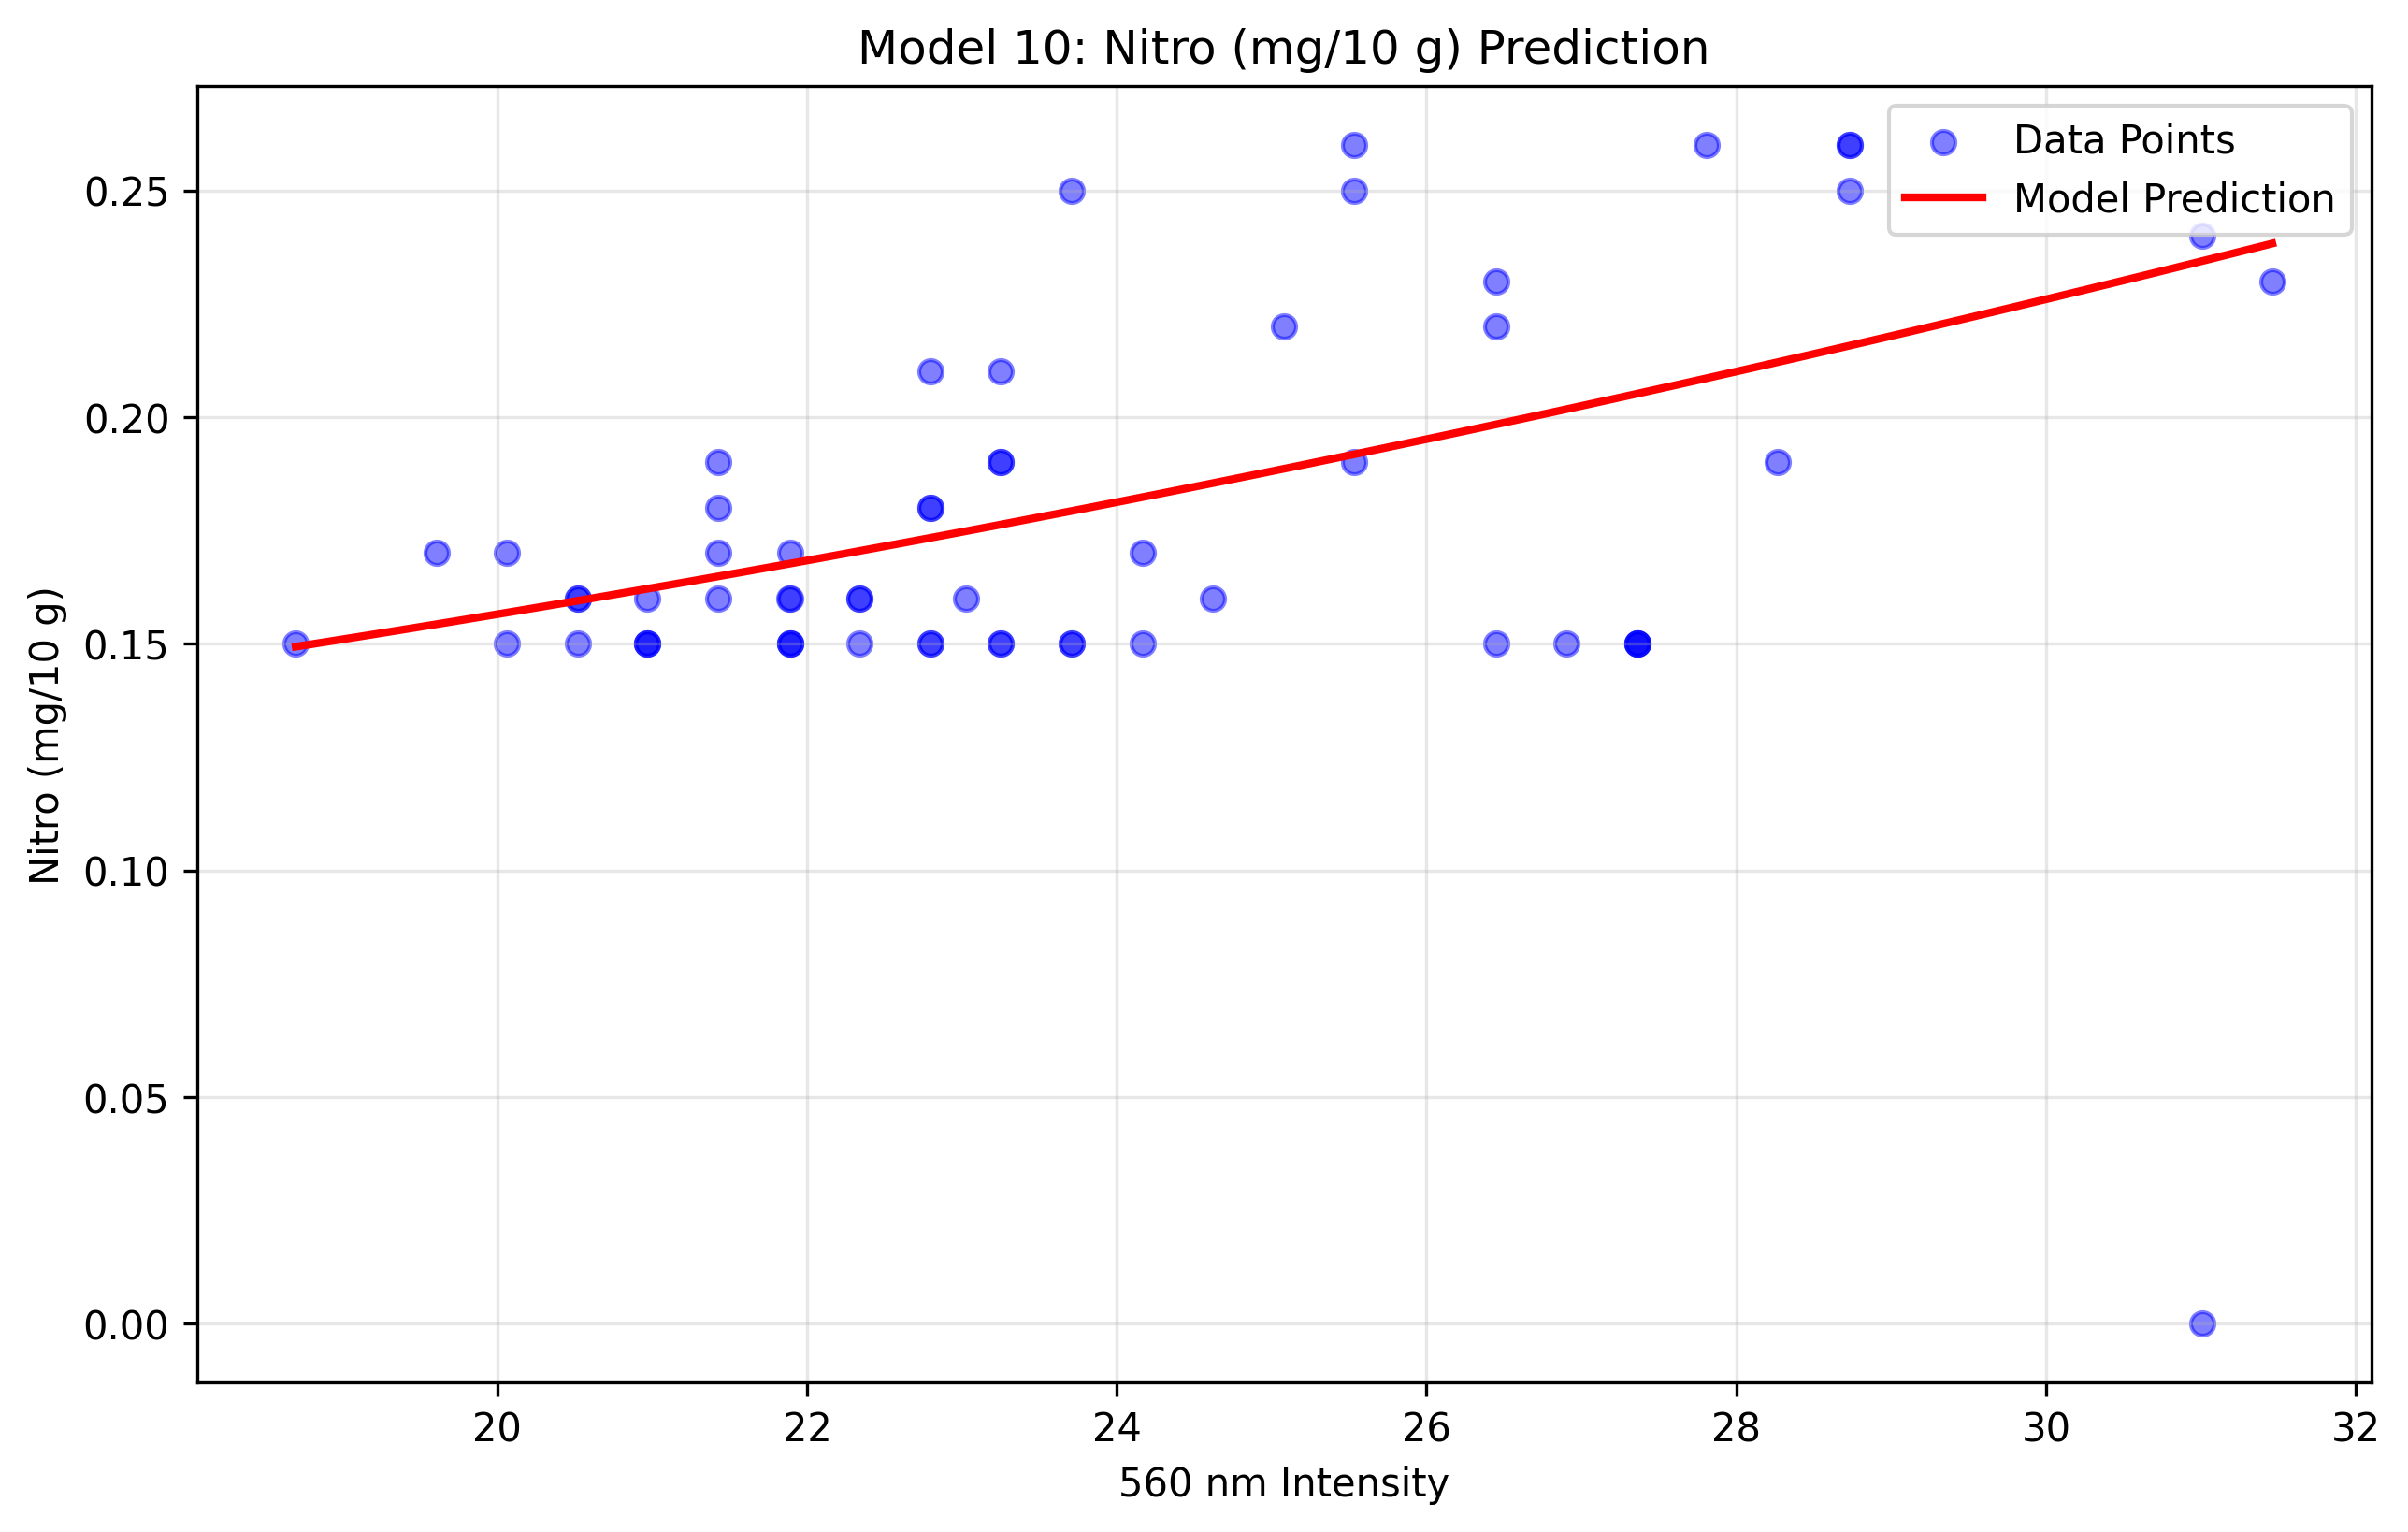 Model 10: Nitro (mg/10 g) Prediction
Data Points
Model Prediction
Nitro (mg/10 g)
0.25
0.20
0.15
0.10
0.05
0.00
20 22 24 26 28 30 32
560 nm Intensity